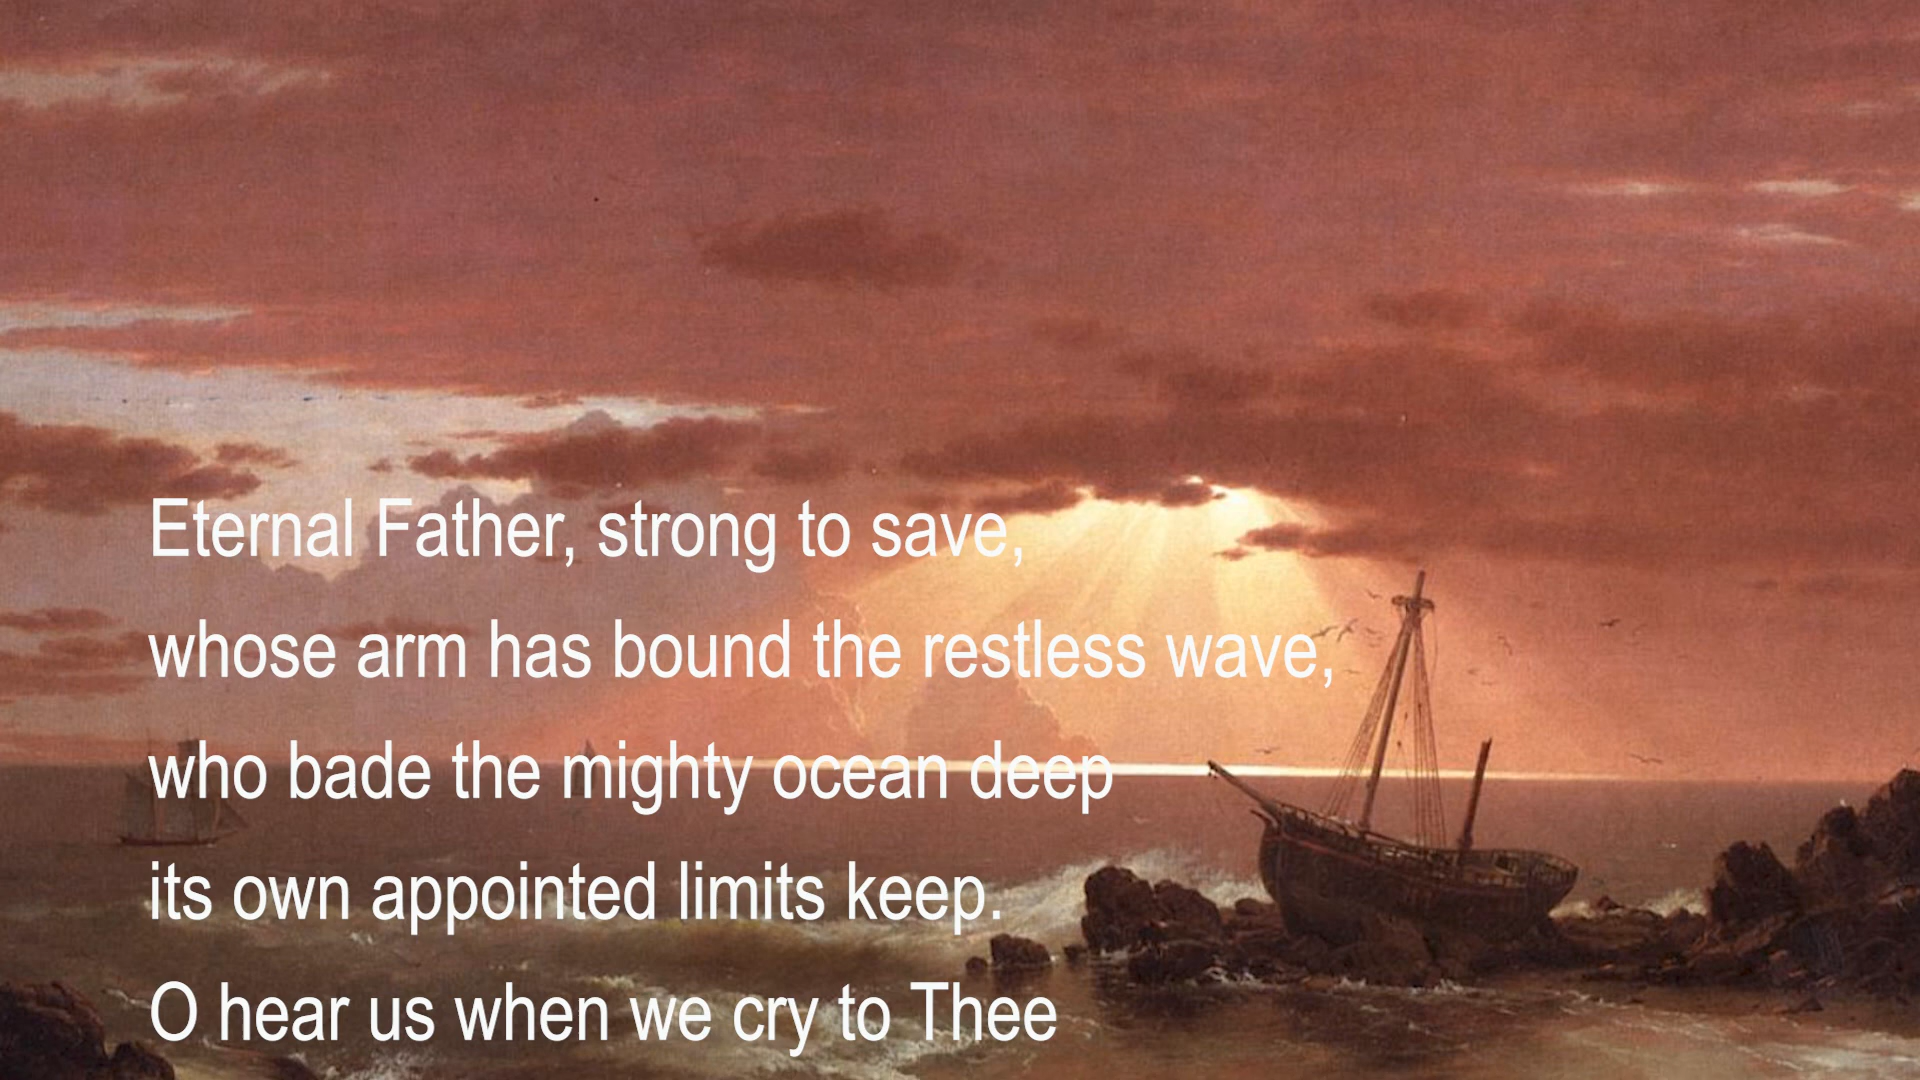 Eternal Father, strong to save,
whose arm has bound the restless wave,
who bade the mighty ocean deep
its own appointed limits keep.
O hear us when we cry to Thee